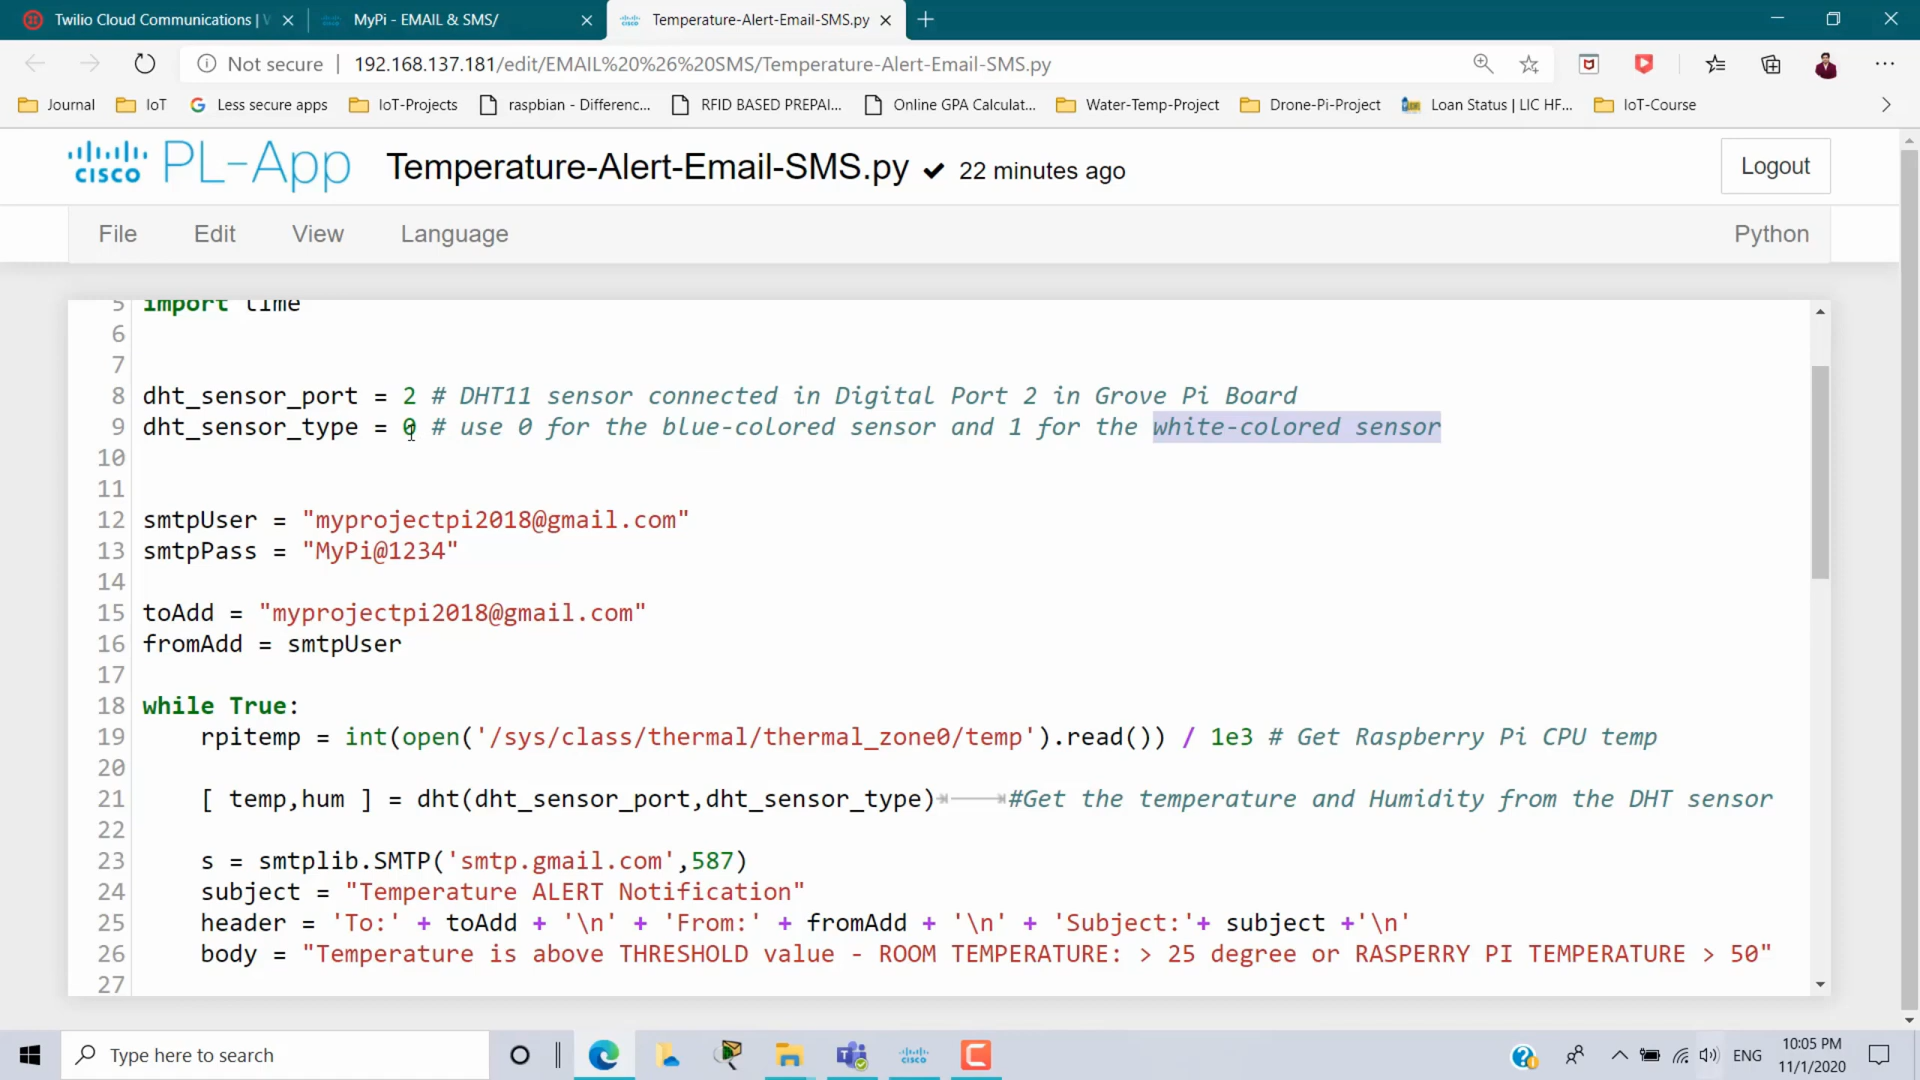 Twilio Cloud Communications |
MyPi - EMAIL & SMS/
Temperature-Alert-Email-SMS.py
Not secure | 192.168.137.181/edit/EMAIL%20%26%20SMS/Temperature-Alert-Email-SMS.py
Journal IoT Less secure apps IoT-Projects raspbian - Differenc... RFID BASED PREPAI... Online GPA Calculat... Water-Temp-Project Drone-Pi-Project Loan Status | LIC HF... IoT-Course
cisco PL-App Temperature-Alert-Email-SMS.py ✔ 22 minutes ago Logout
File Edit View Language Python
5 import time
6
7
8 dht_sensor_port = 2 # DHT11 sensor connected in Digital Port 2 in Grove Pi Board
9 dht_sensor_type = 0 # use 0 for the blue-colored sensor and 1 for the white-colored sensor
10
11
12 smtpUser = "myprojectpi2018@gmail.com"
13 smtpPass = "MyPi@1234"
14
15 toAdd = "myprojectpi2018@gmail.com"
16 fromAdd = smtpUser
17
18 while True:
19 rpitemp = int(open('/sys/class/thermal/thermal_zone0/temp').read()) / 1e3 # Get Raspberry Pi CPU temp
20
21 [ temp,hum ] = dht(dht_sensor_port,dht_sensor_type) #Get the temperature and Humidity from the DHT sensor
22
23 s = smtplib.SMTP('smtp.gmail.com',587)
24 subject = "Temperature ALERT Notification"
25 header = 'To:' + toAdd + '\n' + 'From:' + fromAdd + '\n' + 'Subject:'+ subject +'\n'
26 body = "Temperature is above THRESHOLD value - ROOM TEMPERATURE: > 25 degree or RASPERRY PI TEMPERATURE > 50"
27
Type here to search
cisco
ENG
10:05 PM
11/1/2020